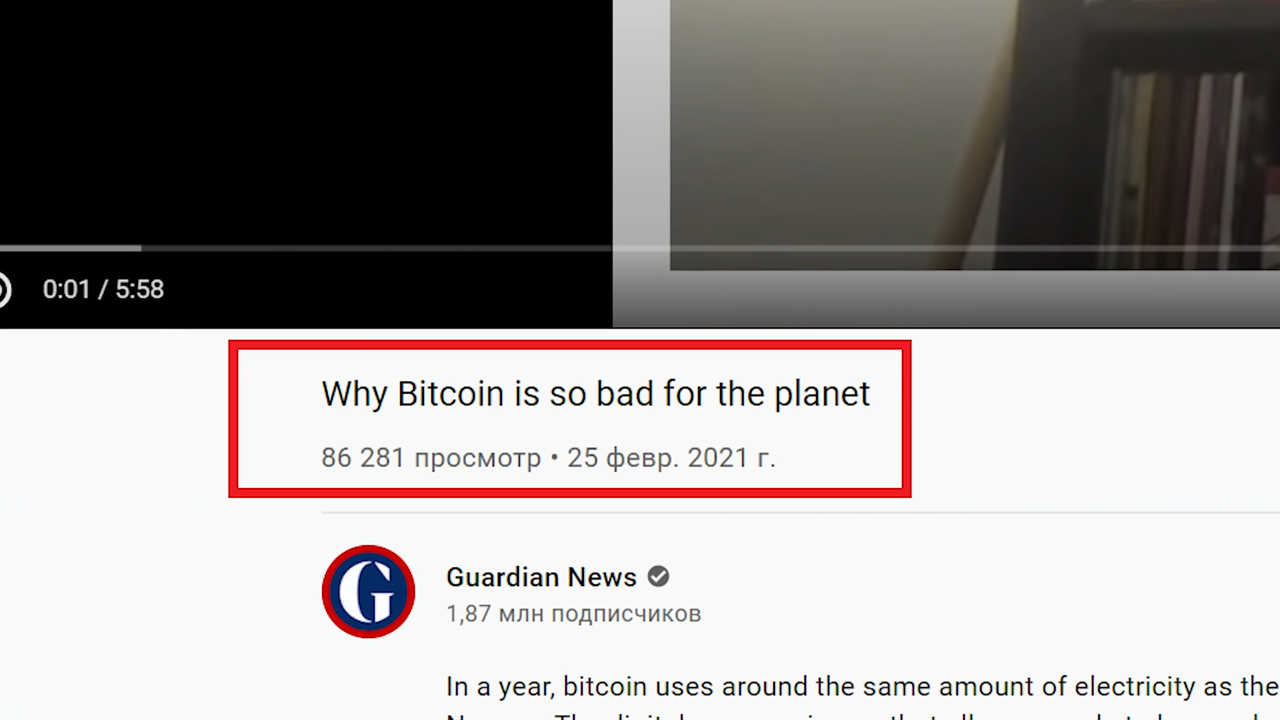 0:01 / 5:58
Why Bitcoin is so bad for the planet
86 281 просмотр • 25 февр. 2021 г.
G
Guardian News
1,87 млн подписчиков
In a year, bitcoin uses around the same amount of electricity as the